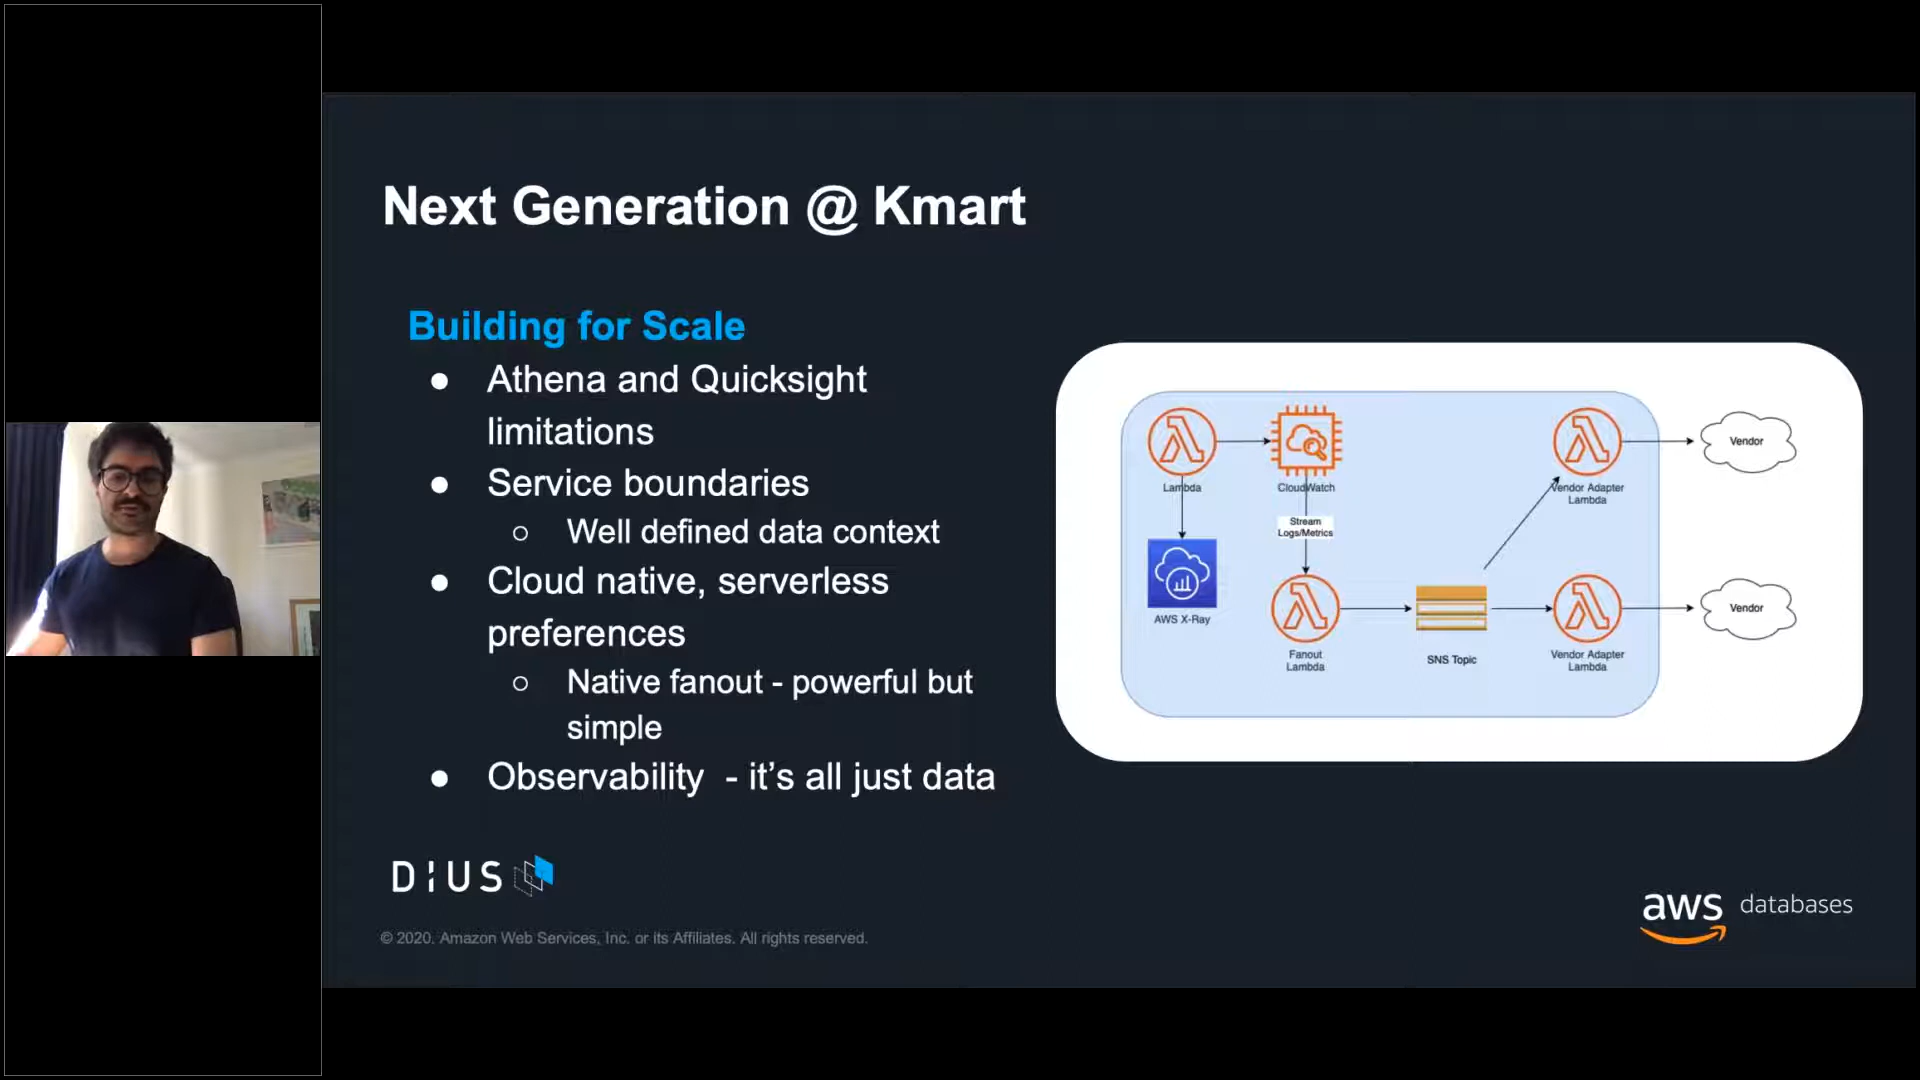 Next Generation @ Kmart
Building for Scale
● Athena and Quicksight
limitations
● Service boundaries
○ Well defined data context
● Cloud native, serverless
preferences
○ Native fanout - powerful but
simple
● Observability  - it's all just data
Lambda
CloudWatch
Vendor Adapter
Lambda
Vendor
Stream
Logs/Metrics
AWS X-Ray
Fanout
Lambda
SNS Topic
Vendor Adapter
Lambda
Vendor
DIUS
aws databases
© 2020. Amazon Web Services, Inc. or its Affiliates. All rights reserved.